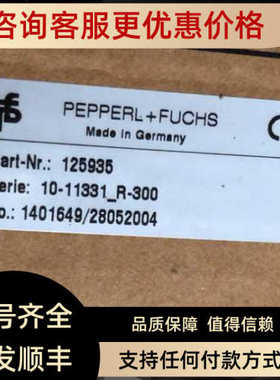 咨询客服更优惠价格
PEPPERL+FUCHS
Made in Germany
art-Nr.: 125935
erie: 10-11331_R-300
o.: 1401649/28052004
号齐全
品质保障 值得信赖
发顺丰
支持任何付款方式